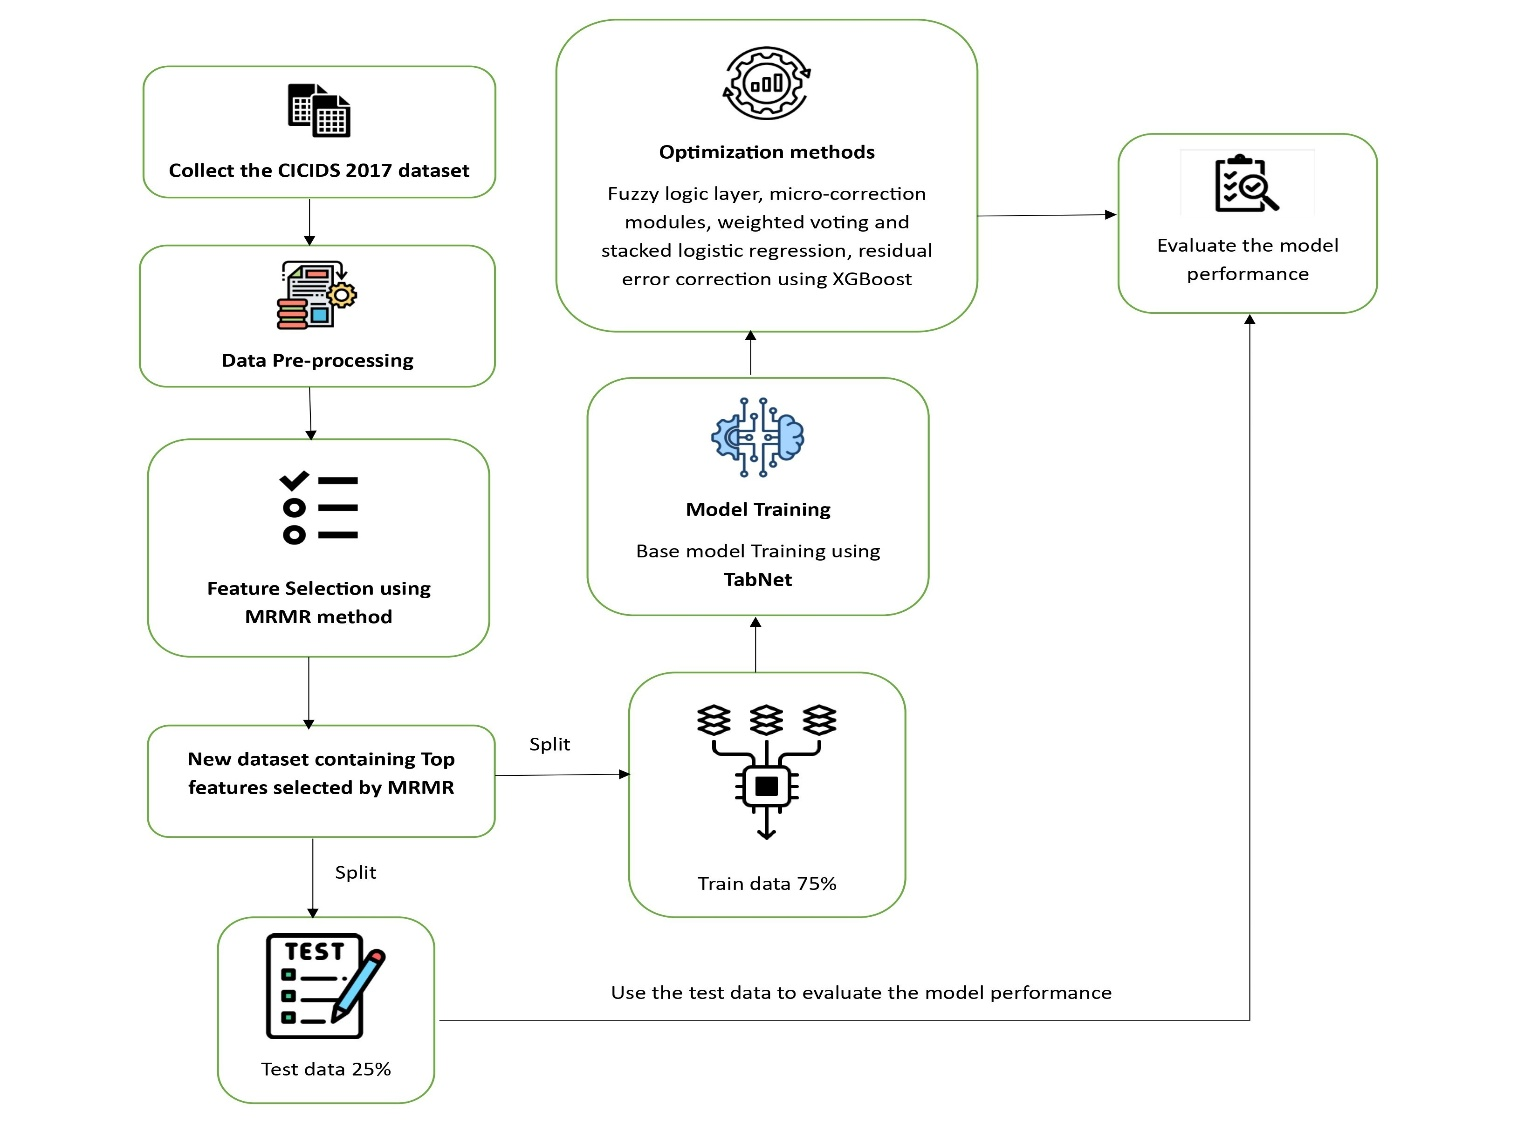 Collect the CICIDS 2017 dataset
Data Pre-processing
Feature Selection using
MRMR method
New dataset containing Top
features selected by MRMR
Split
Split
TEST
Test data 25%
Train data 75%
Model Training
Base model Training using
TabNet
Optimization methods
Fuzzy logic layer, micro-correction
modules, weighted voting and
stacked logistic regression, residual
error correction using XGBoost
Evaluate the model
performance
Use the test data to evaluate the model performance